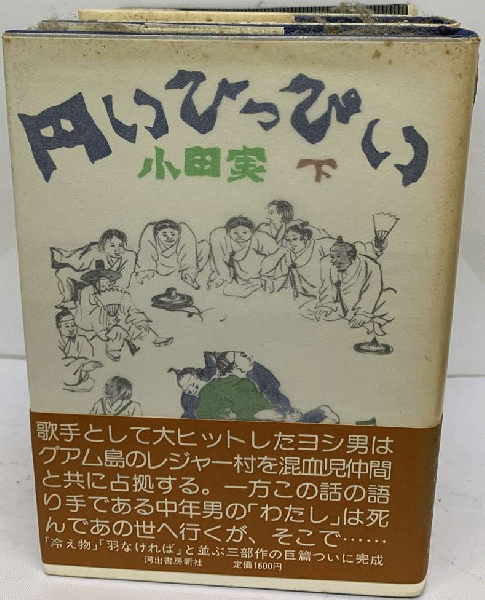 円いひっぴい
小田実 下
歌手として大ヒットしたヨシ男は
グアム島のレジャー村を混血児仲間
と共に占拠する。一方この話の語
り手である中年男の「わたし」は死
んであの世へ行くが、そこで……
「冷え物」「羽なければ」と並ぶ三部作の巨篇ついに完成
河出書房新社 定価1600円